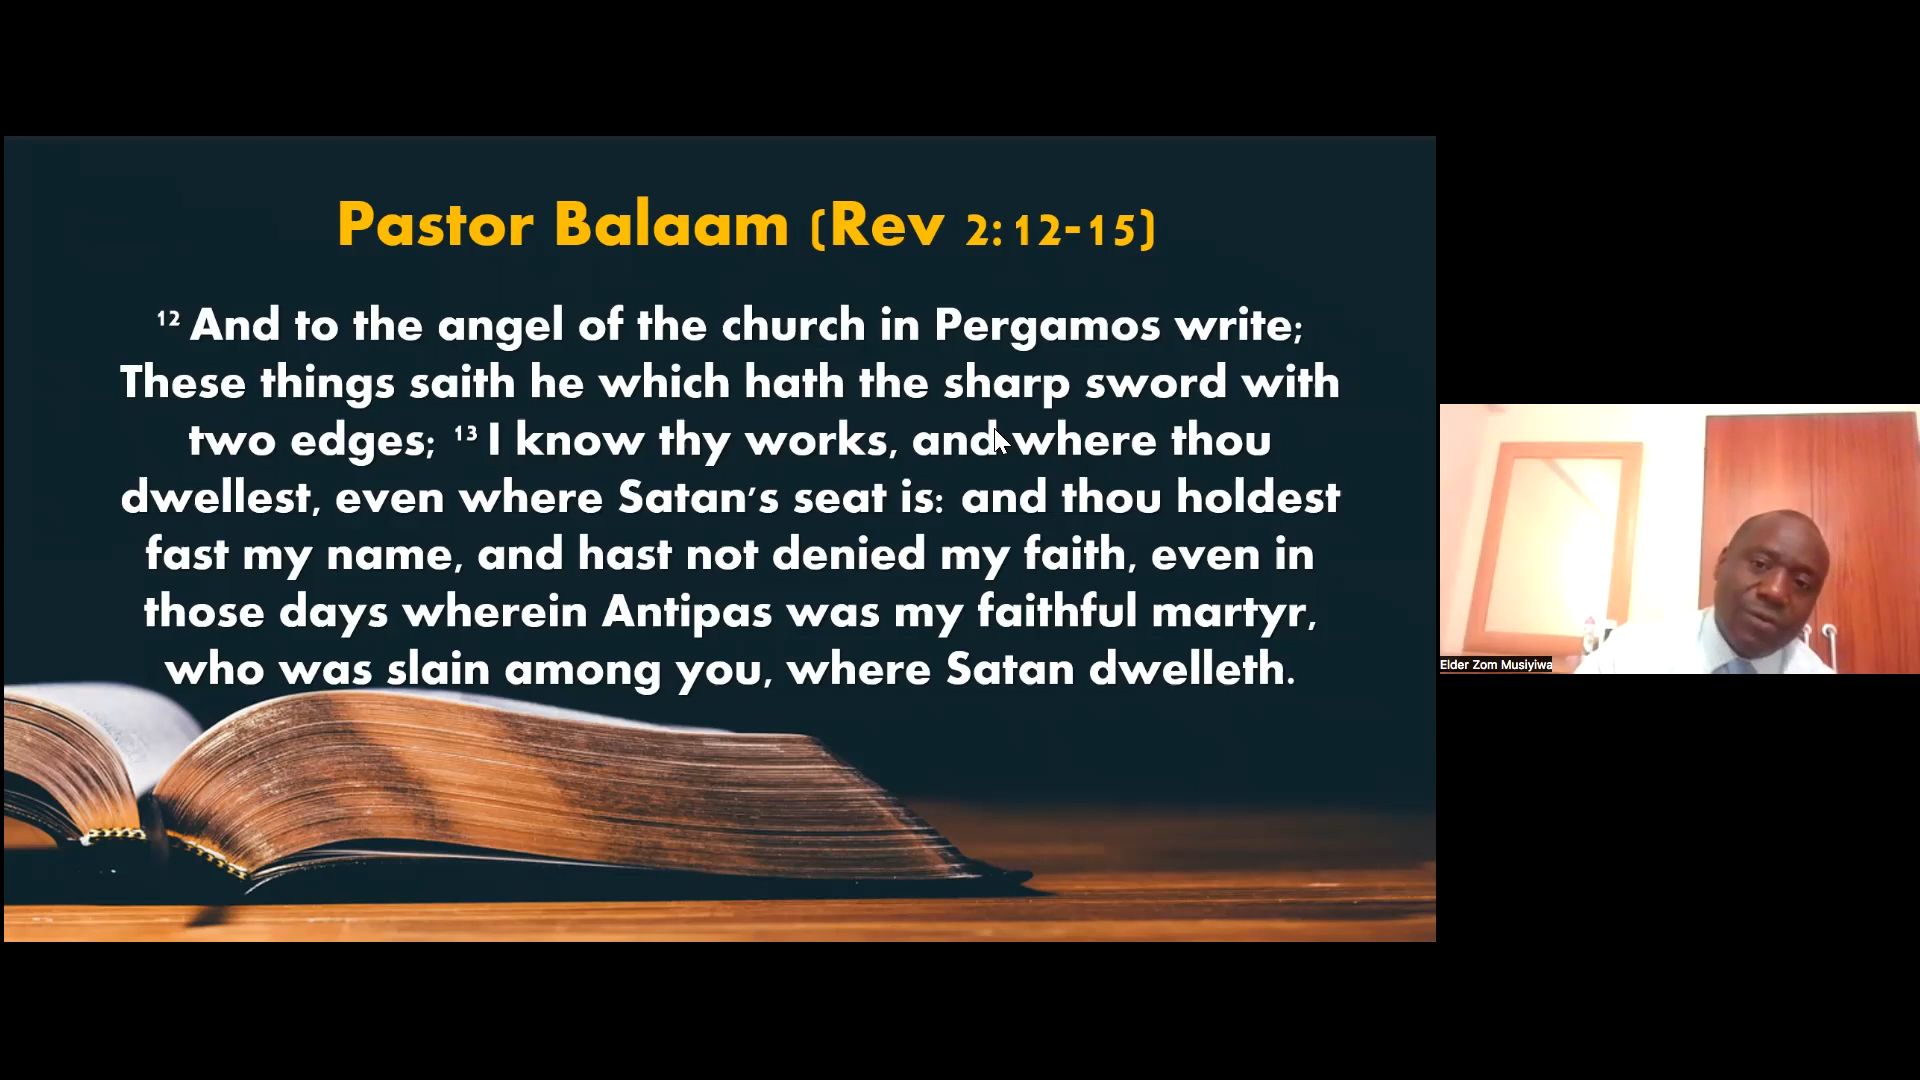 Pastor Balaam (Rev 2:12-15)
12 And to the angel of the church in Pergamos write;
These things saith he which hath the sharp sword with
two edges; 13 I know thy works, and where thou
dwellest, even where Satan's seat is: and thou holdest
fast my name, and hast not denied my faith, even in
those days wherein Antipas was my faithful martyr,
who was slain among you, where Satan dwelleth.
Elder Zom Musiyiwa